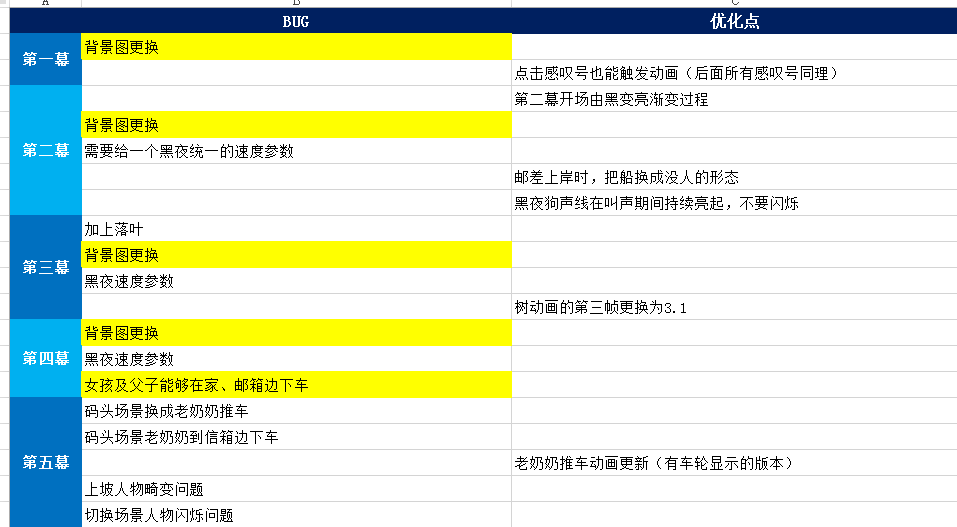 A B C
BUG 优化点
第一幕
背景图更换
点击感叹号也能触发动画（后面所有感叹号同理）
第二幕
第二幕开场由黑变亮渐变过程
背景图更换
需要给一个黑夜统一的速度参数
邮差上岸时，把船换成没人的形态
黑夜狗声线在叫声期间持续亮起，不要闪烁
第三幕
加上落叶
背景图更换
黑夜速度参数
树动画的第三帧更换为3.1
第四幕
背景图更换
黑夜速度参数
女孩及父子能够在家、邮箱边下车
第五幕
码头场景换成老奶奶推车
码头场景老奶奶到信箱边下车
老奶奶推车动画更新（有车轮显示的版本）
上坡人物畸变问题
切换场景人物闪烁问题